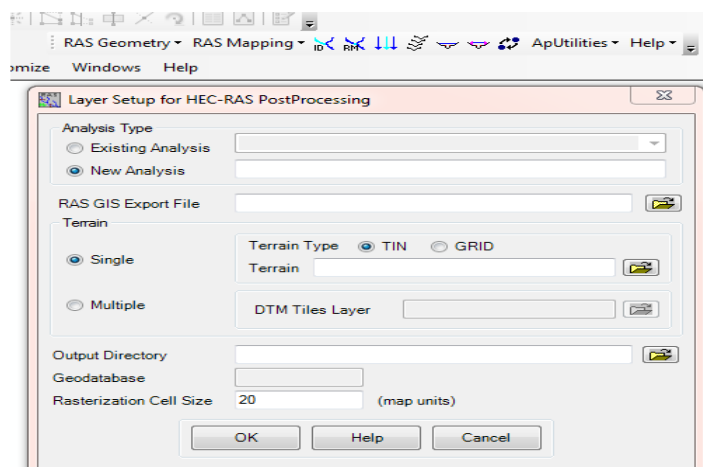 RAS Geometry RAS Mapping ID RM ApUtilities Help
omize Windows Help
Layer Setup for HEC-RAS PostProcessing
Analysis Type
Existing Analysis
New Analysis
RAS GIS Export File
Terrain
Single
Terrain Type TIN GRID
Terrain
Multiple
DTM Tiles Layer
Output Directory
Geodatabase
Rasterization Cell Size 20 (map units)
OK Help Cancel